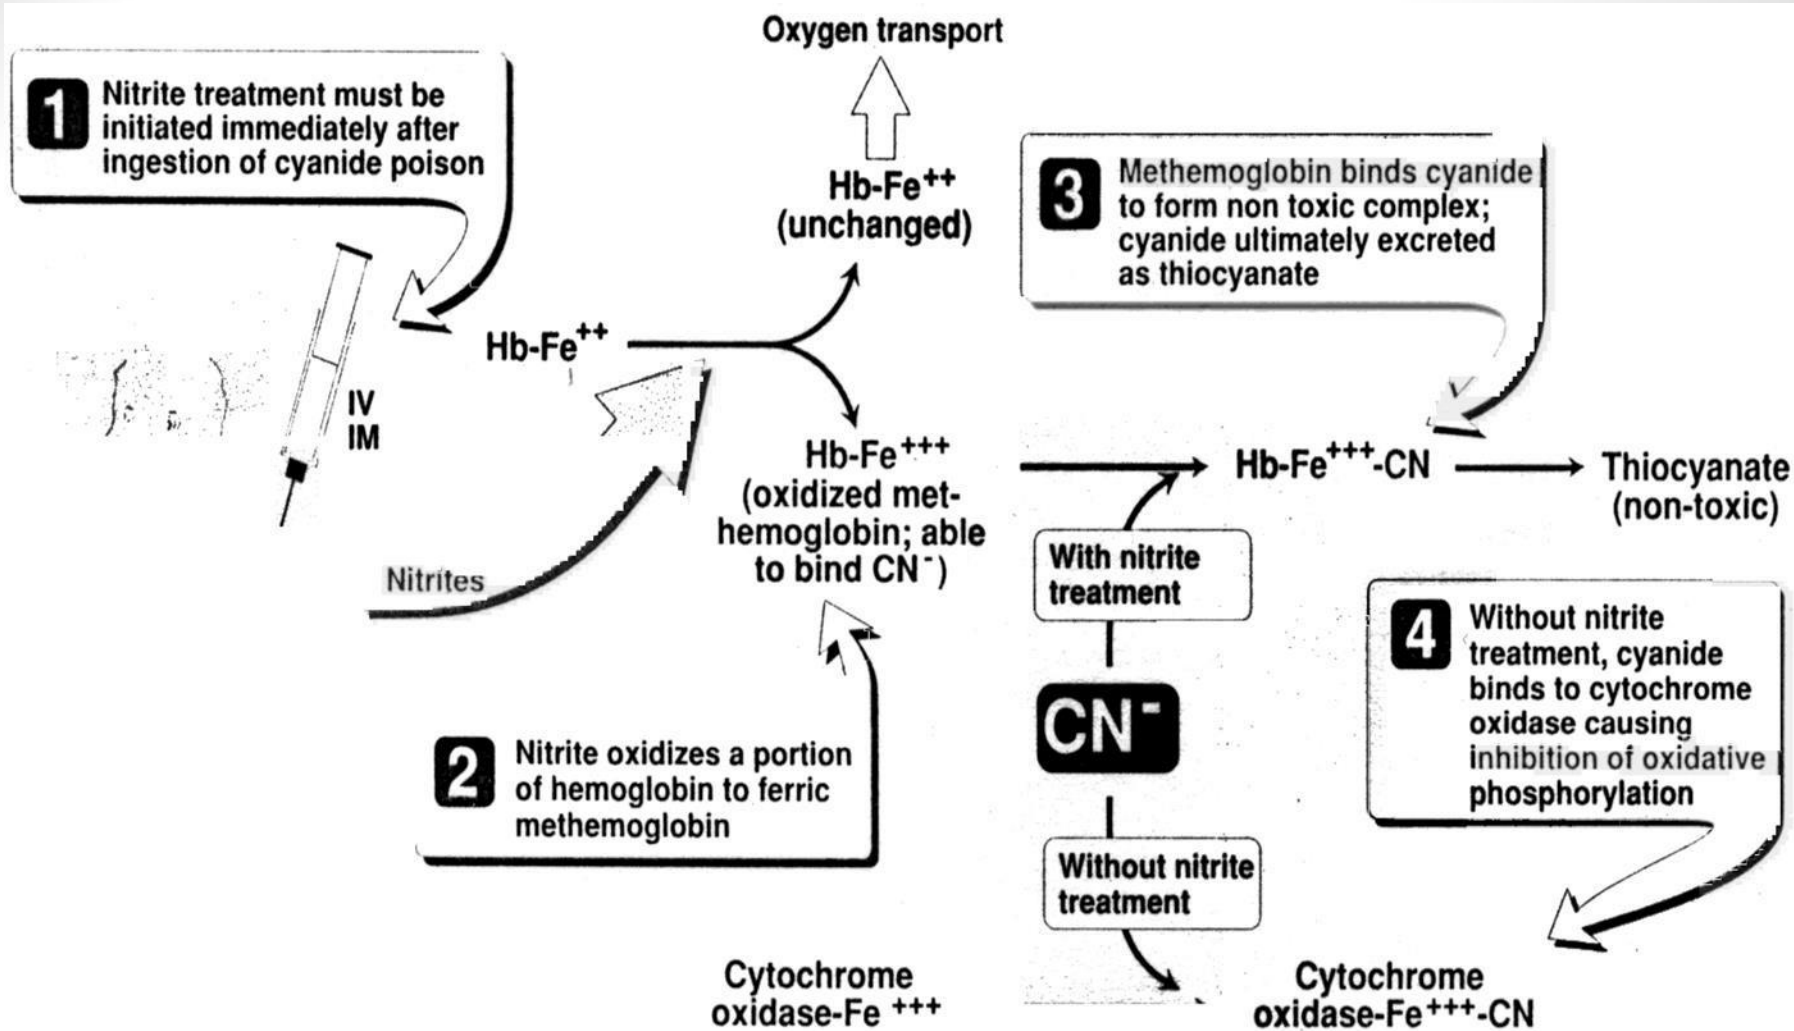 Oxygen transport
1
Nitrite treatment must be
initiated immediately after
ingestion of cyanide poison
Hb-Fe⁺⁺
(unchanged)
3
Methemoglobin binds cyanide
to form non toxic complex;
cyanide ultimately excreted
as thiocyanate
Hb-Fe⁺⁺
IV
IM
Hb-Fe⁺⁺⁺
(oxidized met-
hemoglobin; able
to bind CN⁻)
Hb-Fe⁺⁺⁺-CN
Thiocyanate
(non-toxic)
Nitrites
With nitrite
treatment
CN⁻
Without nitrite
treatment
2
Nitrite oxidizes a portion
of hemoglobin to ferric
methemoglobin
4
Without nitrite
treatment, cyanide
binds to cytochrome
oxidase causing
inhibition of oxidative
phosphorylation
Cytochrome
oxidase-Fe ⁺⁺⁺
Cytochrome
oxidase-Fe⁺⁺⁺-CN